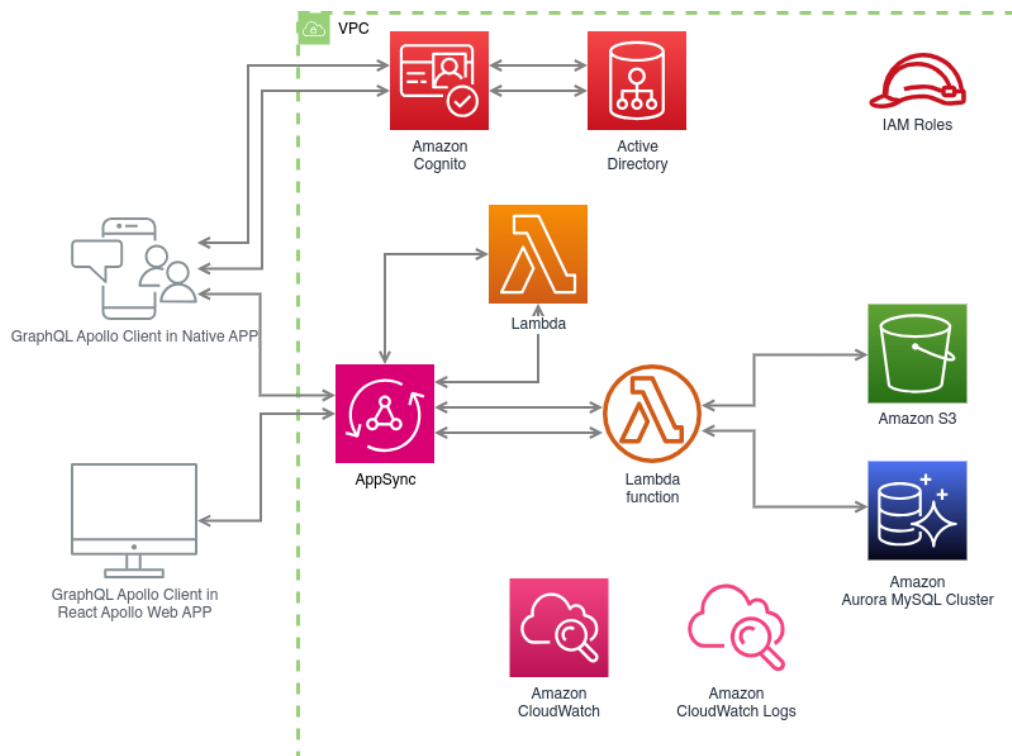 VPC
Amazon
Cognito
Active
Directory
IAM Roles
Lambda
GraphQL Apollo Client in Native APP
Amazon S3
AppSync
Lambda
function
GraphQL Apollo Client in
React Apollo Web APP
Amazon
Aurora MySQL Cluster
Amazon
CloudWatch
Amazon
CloudWatch Logs